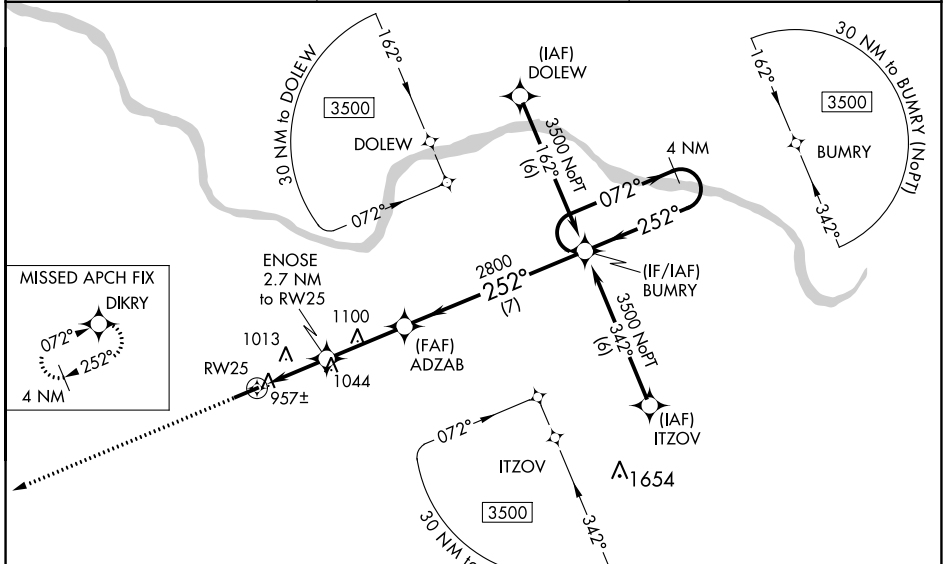 30 NM to DOLEW
162°
3500
DOLEW
072°
(IAF)
DOLEW
3500 NoPT
162°
(6)
4 NM
072°
252°
30 NM to BUMRY (NoPT)
162°
3500
BUMRY
342°
(IF/IAF)
BUMRY
2800
252°
(7)
ENOSE
2.7 NM
to RW25
MISSED APCH FIX
DIKRY
072°
252°
4 NM
1100
1013
RW25
957±
1044
(FAF)
ADZAB
3500 NoPT
342°
(6)
(IAF)
ITZOV
072°
ITZOV
1654
3500
342°
30 NM to